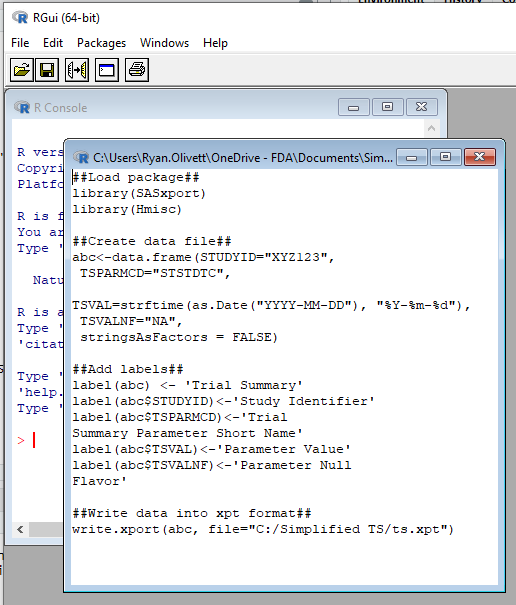 RGui (64-bit)
File Edit Packages Windows Help
R Console
R vers
Copyri
Platfo
R is f
You ar
Type '
Natu
R is a
Type '
'citat
Type '
'help.
Type '
>
C:\Users\Ryan.Olivett\OneDrive - FDA\Documents\Sim...
##Load package##
library(SASxport)
library(Hmisc)
##Create data file##
abc<-data.frame(STUDYID="XYZ123",
TSPARMCD="STSTDTC",
TSVAL=strftime(as.Date("YYYY-MM-DD"), "%Y-%m-%d"),
TSVALNF="NA",
stringsAsFactors = FALSE)
##Add labels##
label(abc) <- 'Trial Summary'
label(abc$STUDYID)<-'Study Identifier'
label(abc$TSPARMCD)<-'Trial
Summary Parameter Short Name'
label(abc$TSVAL)<-'Parameter Value'
label(abc$TSVALNF)<-'Parameter Null
Flavor'
##Write data into xpt format##
write.xport(abc, file="C:/Simplified TS/ts.xpt")